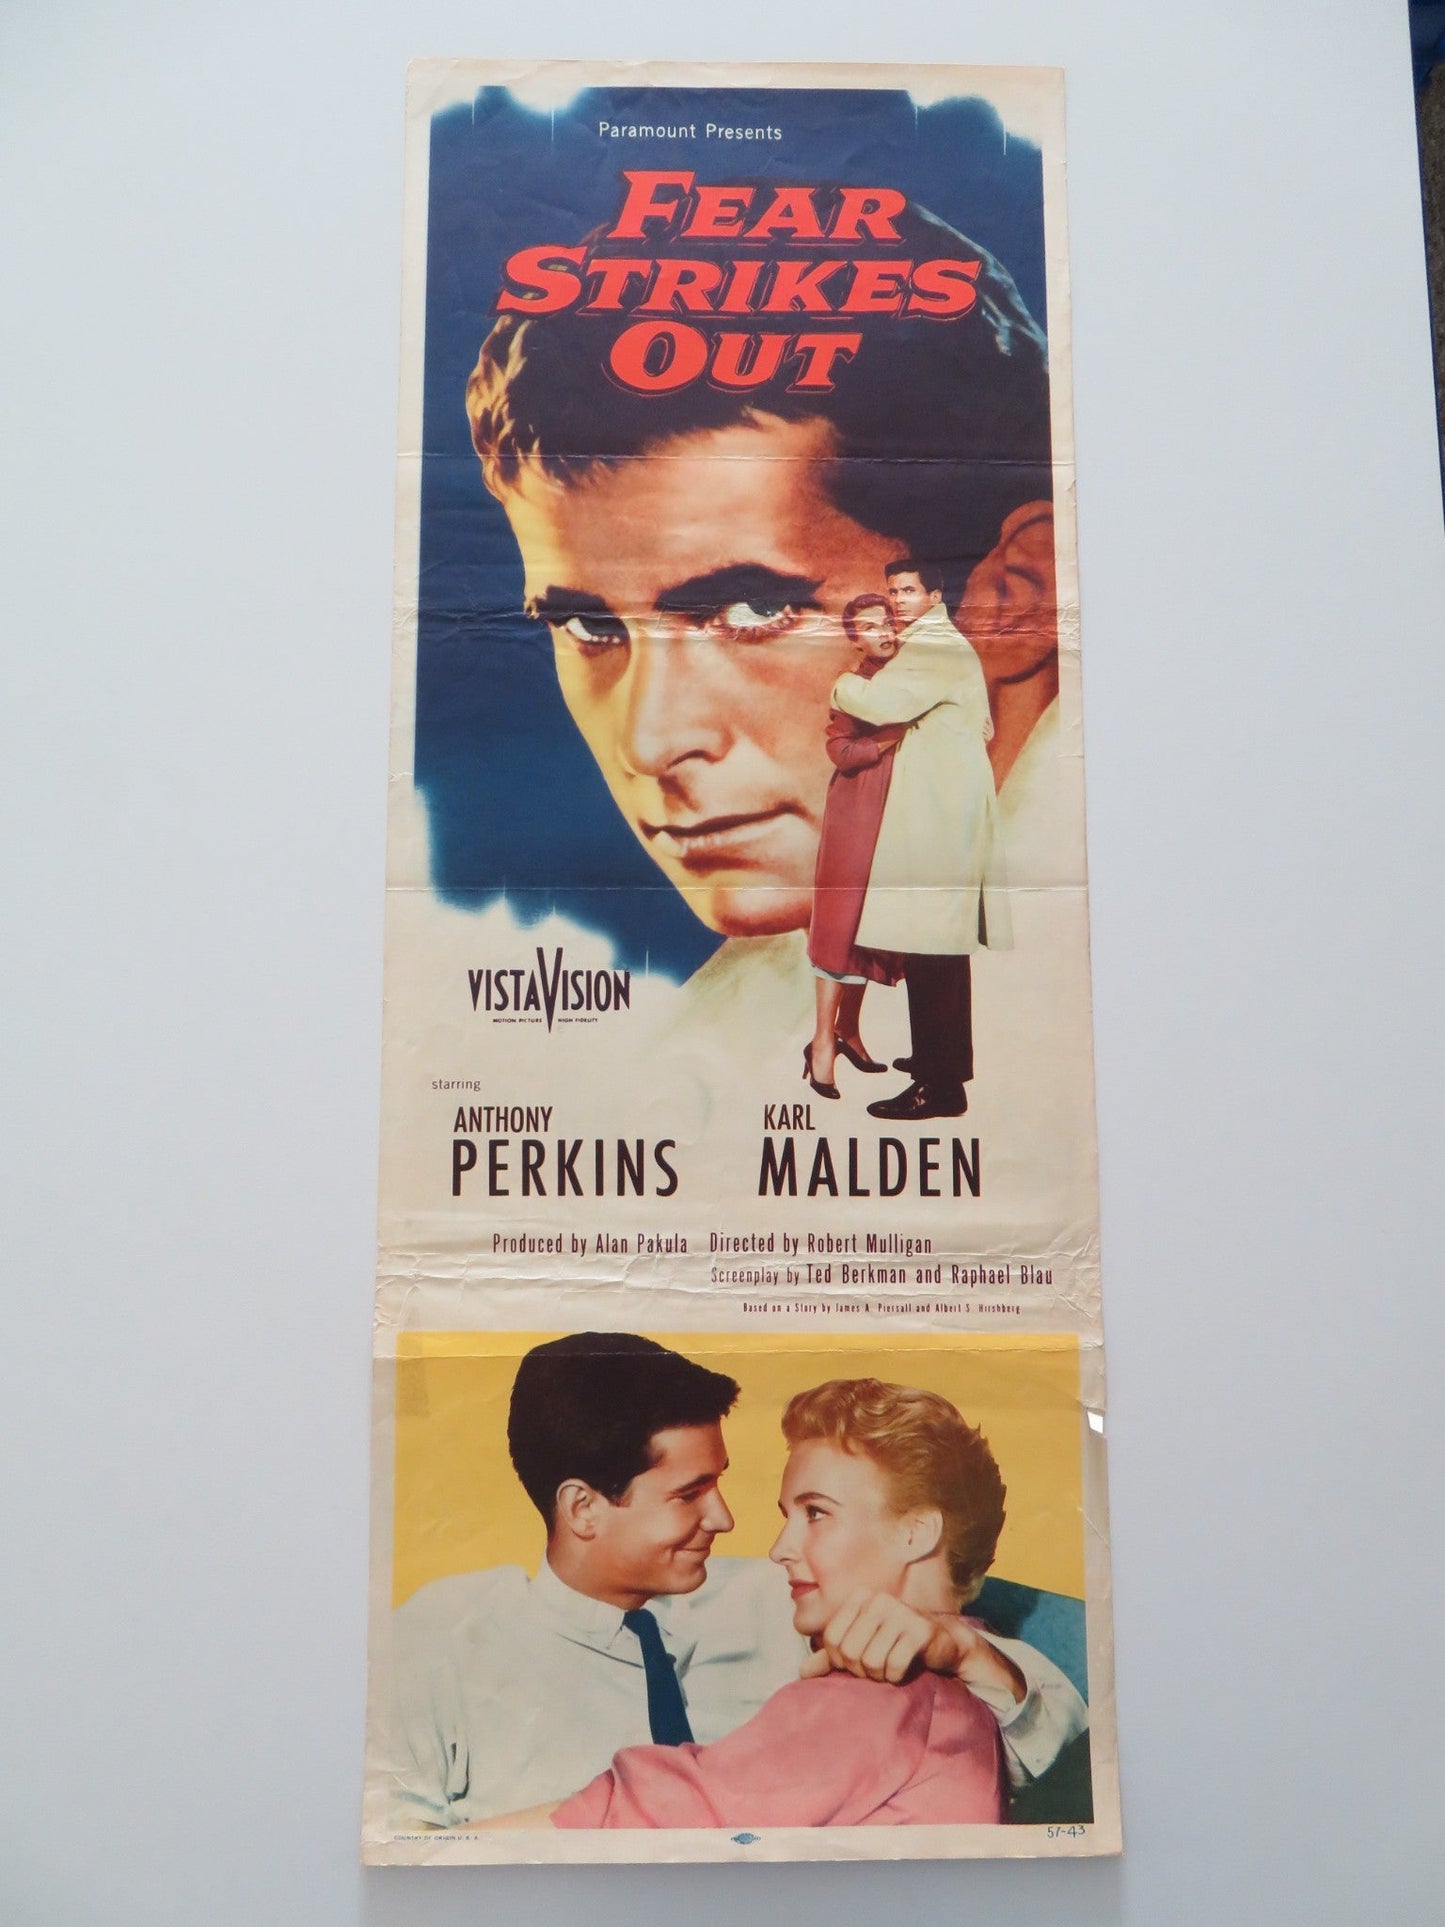 Paramount Presents
FEAR
STRIKES
OUT
VISTAVISION
MOTION PICTURE HIGH FIDELITY
starring
ANTHONY
PERKINS
KARL
MALDEN
Produced by Alan Pakula Directed by Robert Mulligan
Screenplay by Ted Berkman and Raphael Blau
Based on a Story by James A. Piersall and Albert S. Hirshberg
COUNTRY OF ORIGIN U. S. A.
57-43